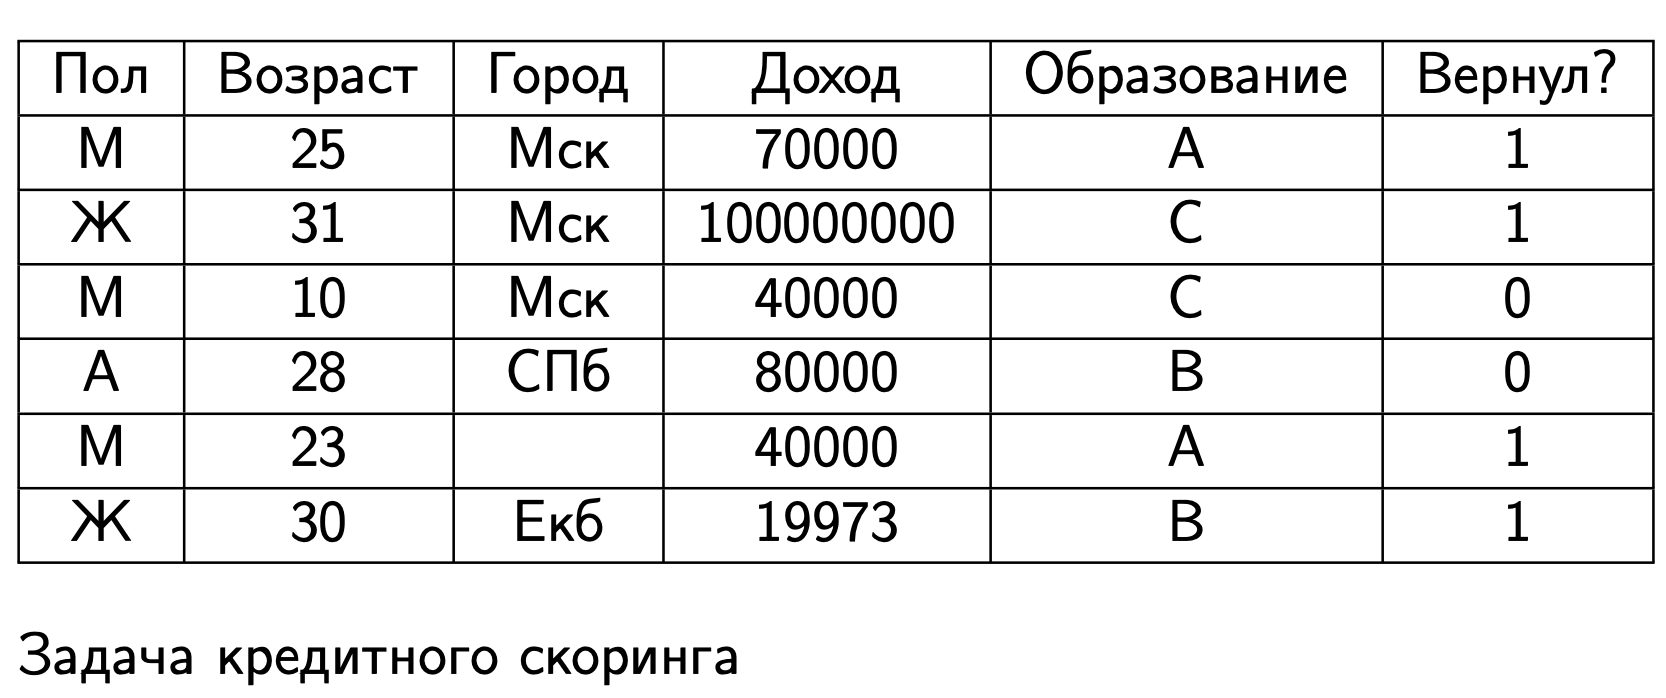 Пол Возраст Город Доход Образование Вернул?
М 25 Мск 70000 A 1
Ж 31 Мск 100000000 C 1
М 10 Мск 40000 C 0
А 28 СПб 80000 B 0
М 23 40000 A 1
Ж 30 Екб 19973 B 1
Задача кредитного скоринга